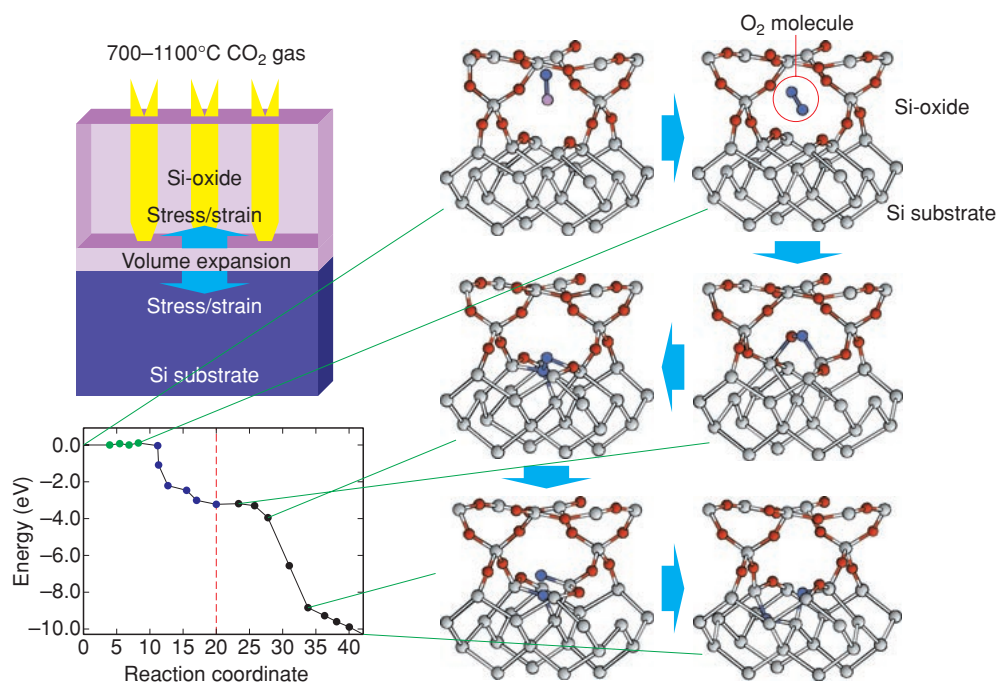 700–1100°C CO₂ gas
Si-oxide
Stress/strain
Volume expansion
Stress/strain
Si substrate
O₂ molecule
Si-oxide
Si substrate
0.0
−2.0
−4.0
−6.0
−8.0
−10.0
Energy (eV)
0 5 10 15 20 25 30 35 40
Reaction coordinate